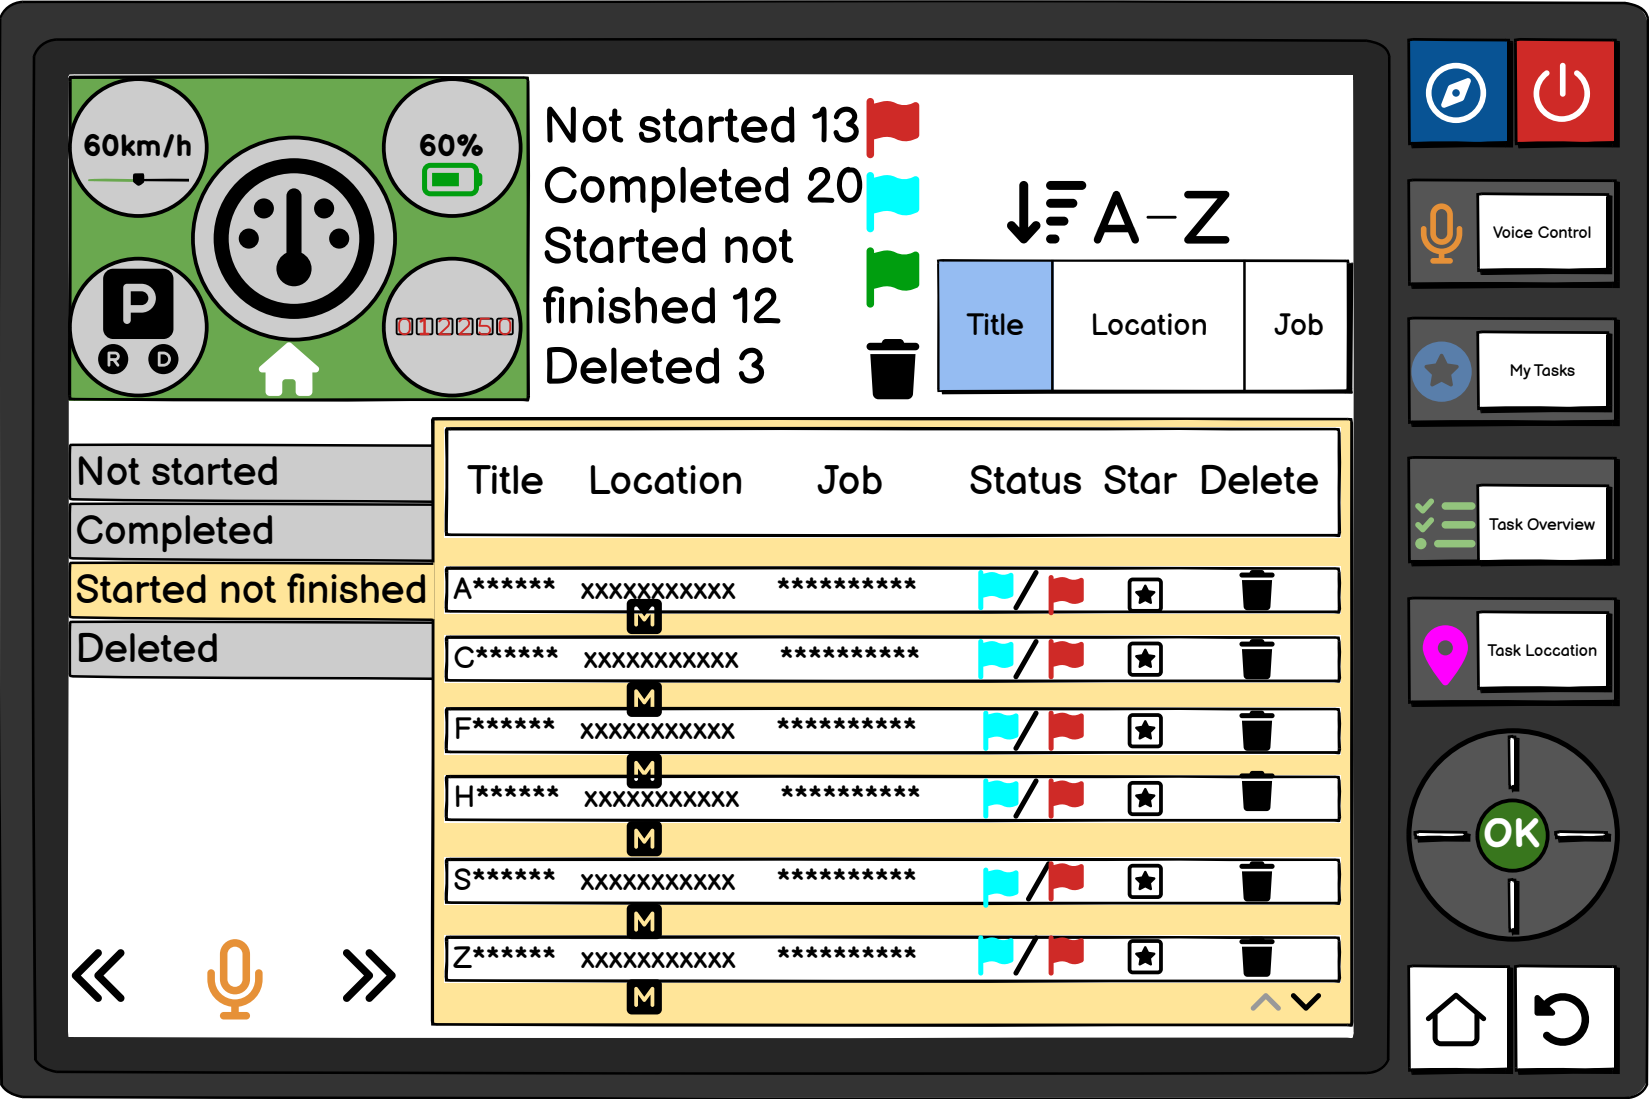 60km/h
60%
P
R D
012250
Not started 13
Completed 20
Started not
finished 12
Deleted 3
A-Z
Title Location Job
Not started
Completed
Started not finished
Deleted
Title Location Job Status Star Delete
A****** xxxxxxxxxxx ********** /
M
C****** xxxxxxxxxxx ********** /
M
F****** xxxxxxxxxxx ********** /
M
H****** xxxxxxxxxxx ********** /
M
S****** xxxxxxxxxxx ********** /
M
Z****** xxxxxxxxxxx ********** /
M
Voice Control
My Tasks
Task Overview
Task Loccation
OK